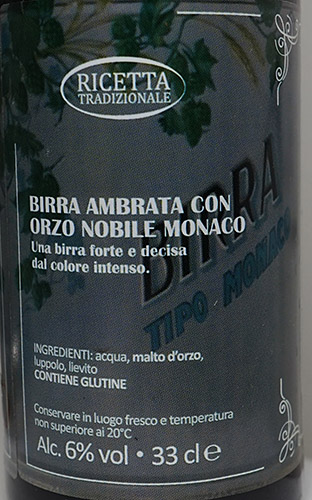 RICETTA
TRADIZIONALE
BIRRA AMBRATA CON
ORZO NOBILE MONACO
Una birra forte e decisa
dal colore intenso.
BIRRA
TIPO MONACO
INGREDIENTI: acqua, malto d'orzo,
luppolo, lievito
CONTIENE GLUTINE
Conservare in luogo fresco e temperatura
non superiore ai 20°C
Alc. 6% vol • 33 cl e